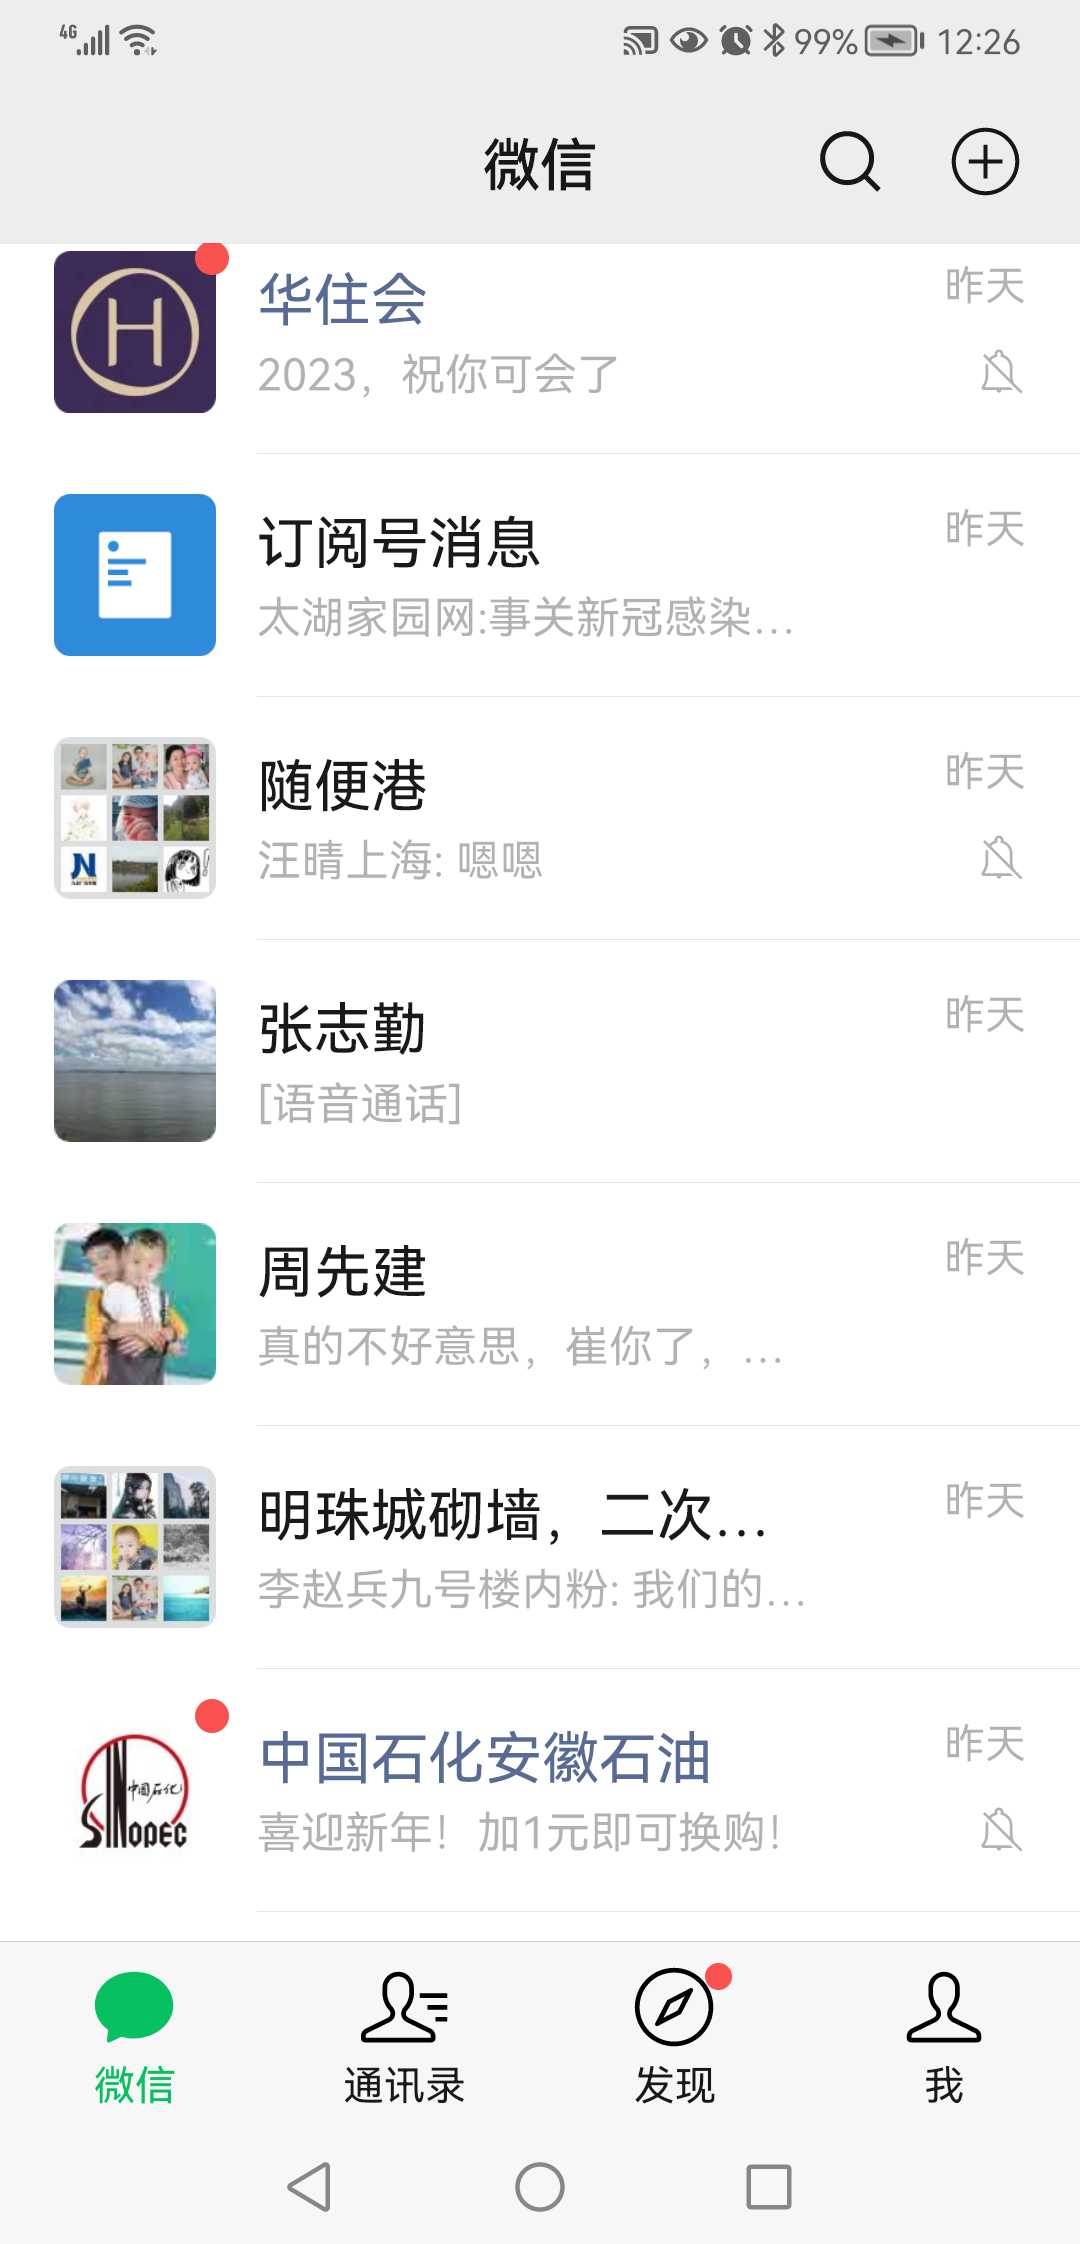 4G 99% 12:26
微信
华住会 昨天
2023，祝你可会了
订阅号消息 昨天
太湖家园网:事关新冠感染...
随便港 昨天
汪晴上海: 嗯嗯
张志勤 昨天
[语音通话]
周先建 昨天
真的不好意思，崔你了，...
明珠城砌墙，二次... 昨天
李赵兵九号楼内粉: 我们的...
中国石化
SINOPEC
中国石化安徽石油 昨天
喜迎新年！加1元即可换购！
微信 通讯录 发现 我